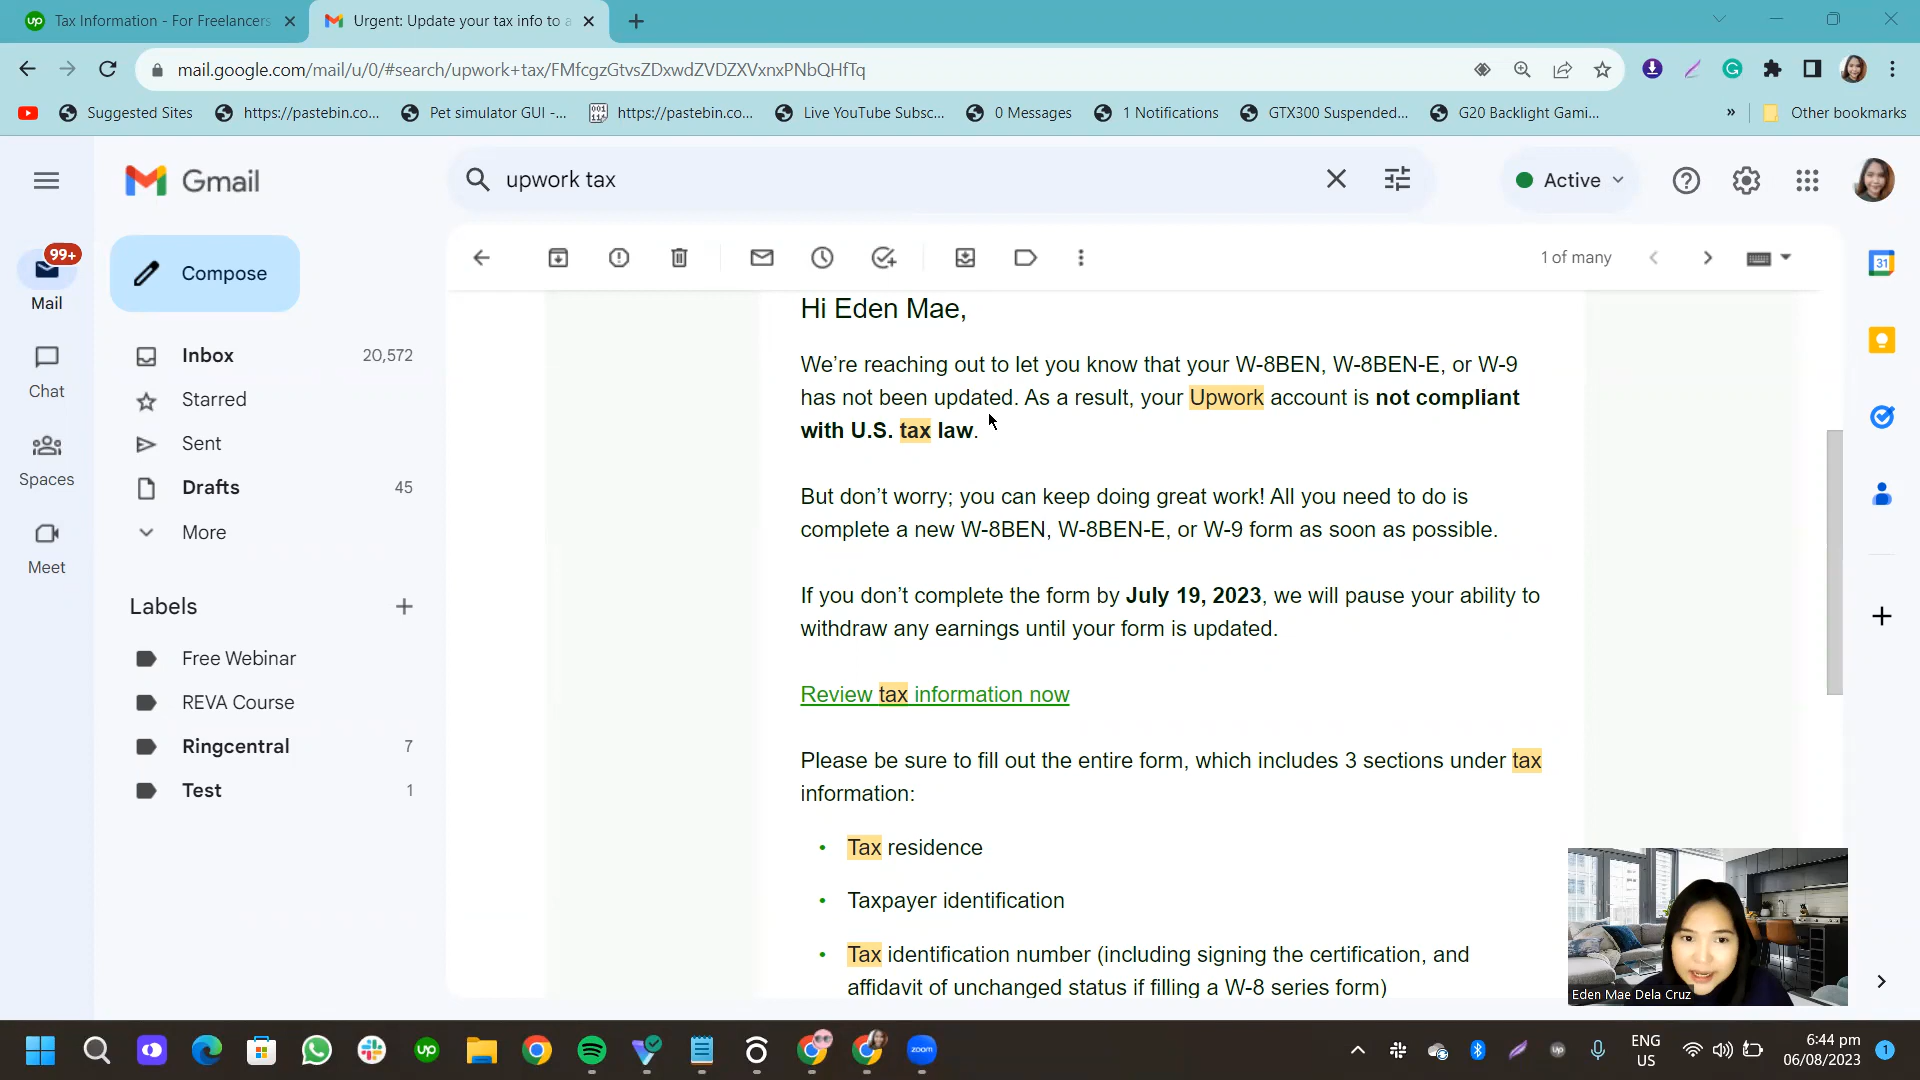 Tax Information - For Freelancers
Urgent: Update your tax info to a
mail.google.com/mail/u/0/#search/upwork+tax/FMfcgzGtvsZDxwdZVDZXVxnxPNbQHfTq
Suggested Sites
https://pastebin.co...
Pet simulator GUI -...
https://pastebin.co...
Live YouTube Subsc...
0 Messages
1 Notifications
GTX300 Suspended...
G20 Backlight Gami...
»
Other bookmarks
Gmail
upwork tax
Active
99+
Mail
Compose
1 of many
Chat
Spaces
Meet
Inbox 20,572
Starred
Sent
Drafts 45
More
Labels
Free Webinar
REVA Course
Ringcentral 7
Test 1
Hi Eden Mae,
We’re reaching out to let you know that your W-8BEN, W-8BEN-E, or W-9
has not been updated. As a result, your Upwork account is not compliant
with U.S. tax law.
But don’t worry; you can keep doing great work! All you need to do is
complete a new W-8BEN, W-8BEN-E, or W-9 form as soon as possible.
If you don’t complete the form by July 19, 2023, we will pause your ability to
withdraw any earnings until your form is updated.
Review tax information now
Please be sure to fill out the entire form, which includes 3 sections under tax
information:
• Tax residence
• Taxpayer identification
• Tax identification number (including signing the certification, and
affidavit of unchanged status if filling a W-8 series form)
31
Eden Mae Dela Cruz
up
zoom
ENG
US
6:44 pm
06/08/2023
1